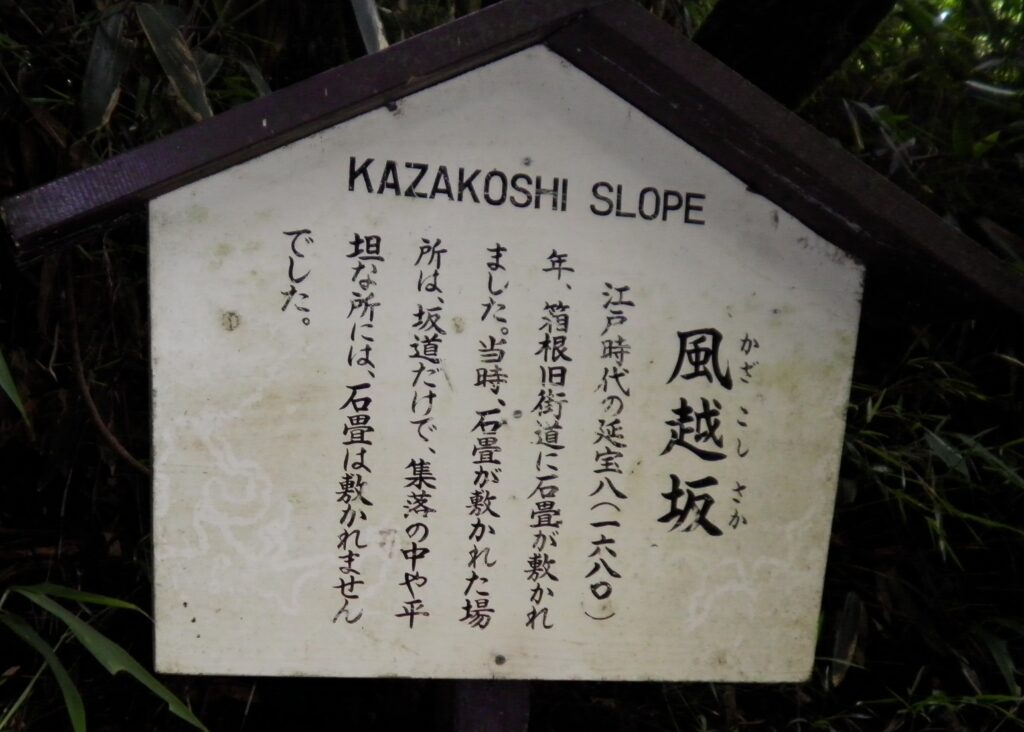 KAZAKOSHI SLOPE
風越坂
かざこしさか
江戸時代の延宝八（一六八〇）
年、箱根旧街道に石畳が敷かれ
ました。当時、石畳が敷かれた場
所は、坂道だけで、集落の中や平
坦な所には、石畳は敷かれません
でした。